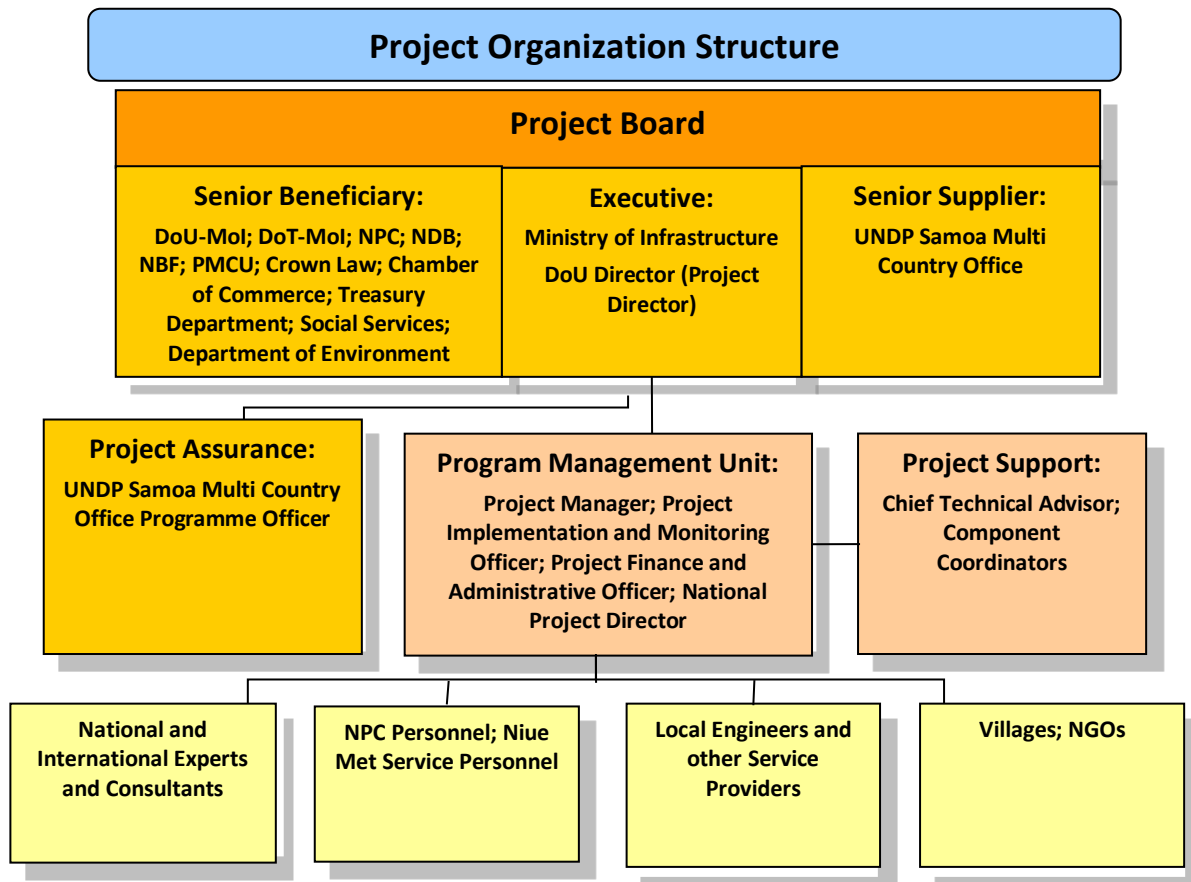 Project Organization Structure
Project Board
Senior Beneficiary:
DoU-MoI; DoT-MoI; NPC; NDB;
NBF; PMCU; Crown Law; Chamber
of Commerce; Treasury
Department; Social Services;
Department of Environment
Executive:
Ministry of Infrastructure
DoU Director (Project
Director)
Senior Supplier:
UNDP Samoa Multi
Country Office
Project Assurance:
UNDP Samoa Multi Country
Office Programme Officer
Program Management Unit:
Project Manager; Project
Implementation and Monitoring
Officer; Project Finance and
Administrative Officer; National
Project Director
Project Support:
Chief Technical Advisor;
Component
Coordinators
National and
International Experts
and Consultants
NPC Personnel; Niue
Met Service Personnel
Local Engineers and
other Service
Providers
Villages; NGOs